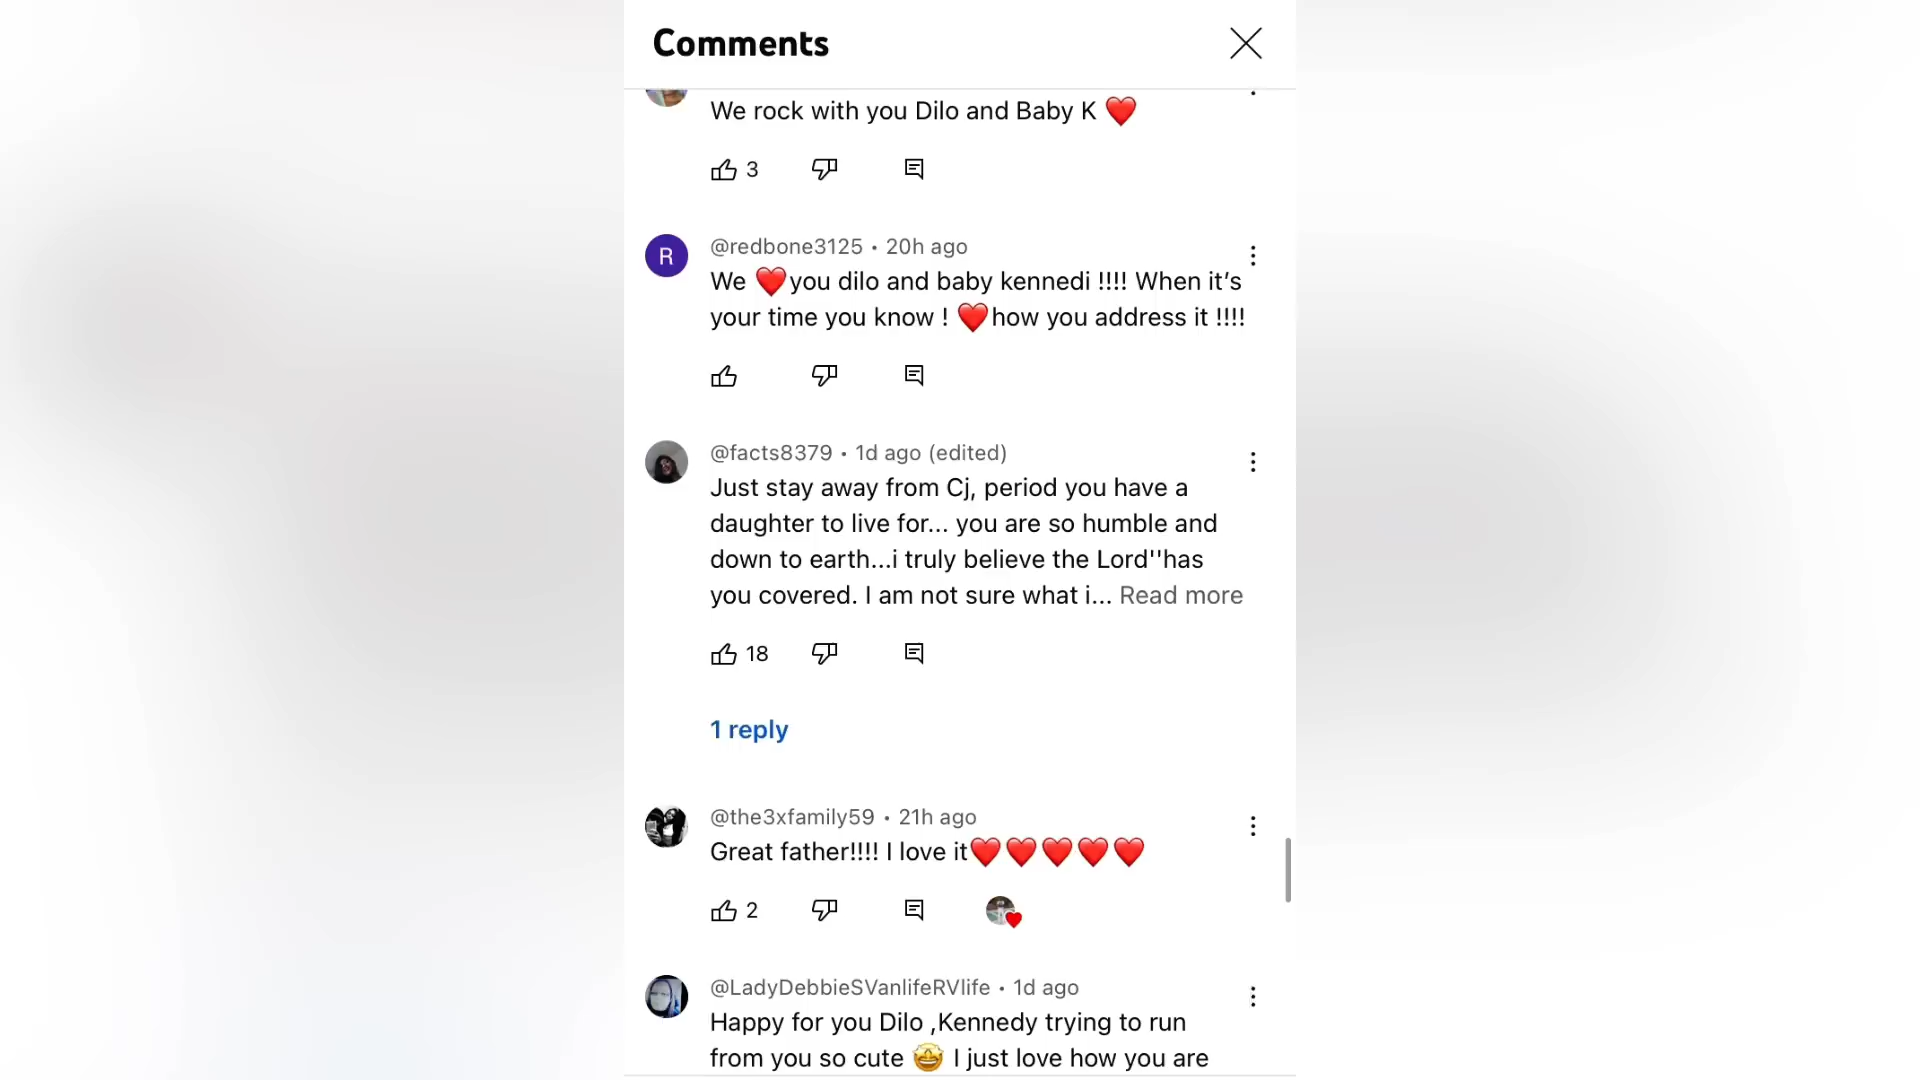 Comments
We rock with you Dilo and Baby K ❤️
3
R
@redbone3125 • 20h ago
We ❤️you dilo and baby kennedi !!!! When it’s
your time you know ! ❤️how you address it !!!!
@facts8379 • 1d ago (edited)
Just stay away from Cj, period you have a
daughter to live for... you are so humble and
down to earth...i truly believe the Lord''has
you covered. I am not sure what i... Read more
18
1 reply
@the3xfamily59 • 21h ago
Great father!!!! I love it❤️❤️❤️❤️❤️
2
@LadyDebbieSVanlifeRVlife • 1d ago
Happy for you Dilo ,Kennedy trying to run
from you so cute 🤩 I just love how you are